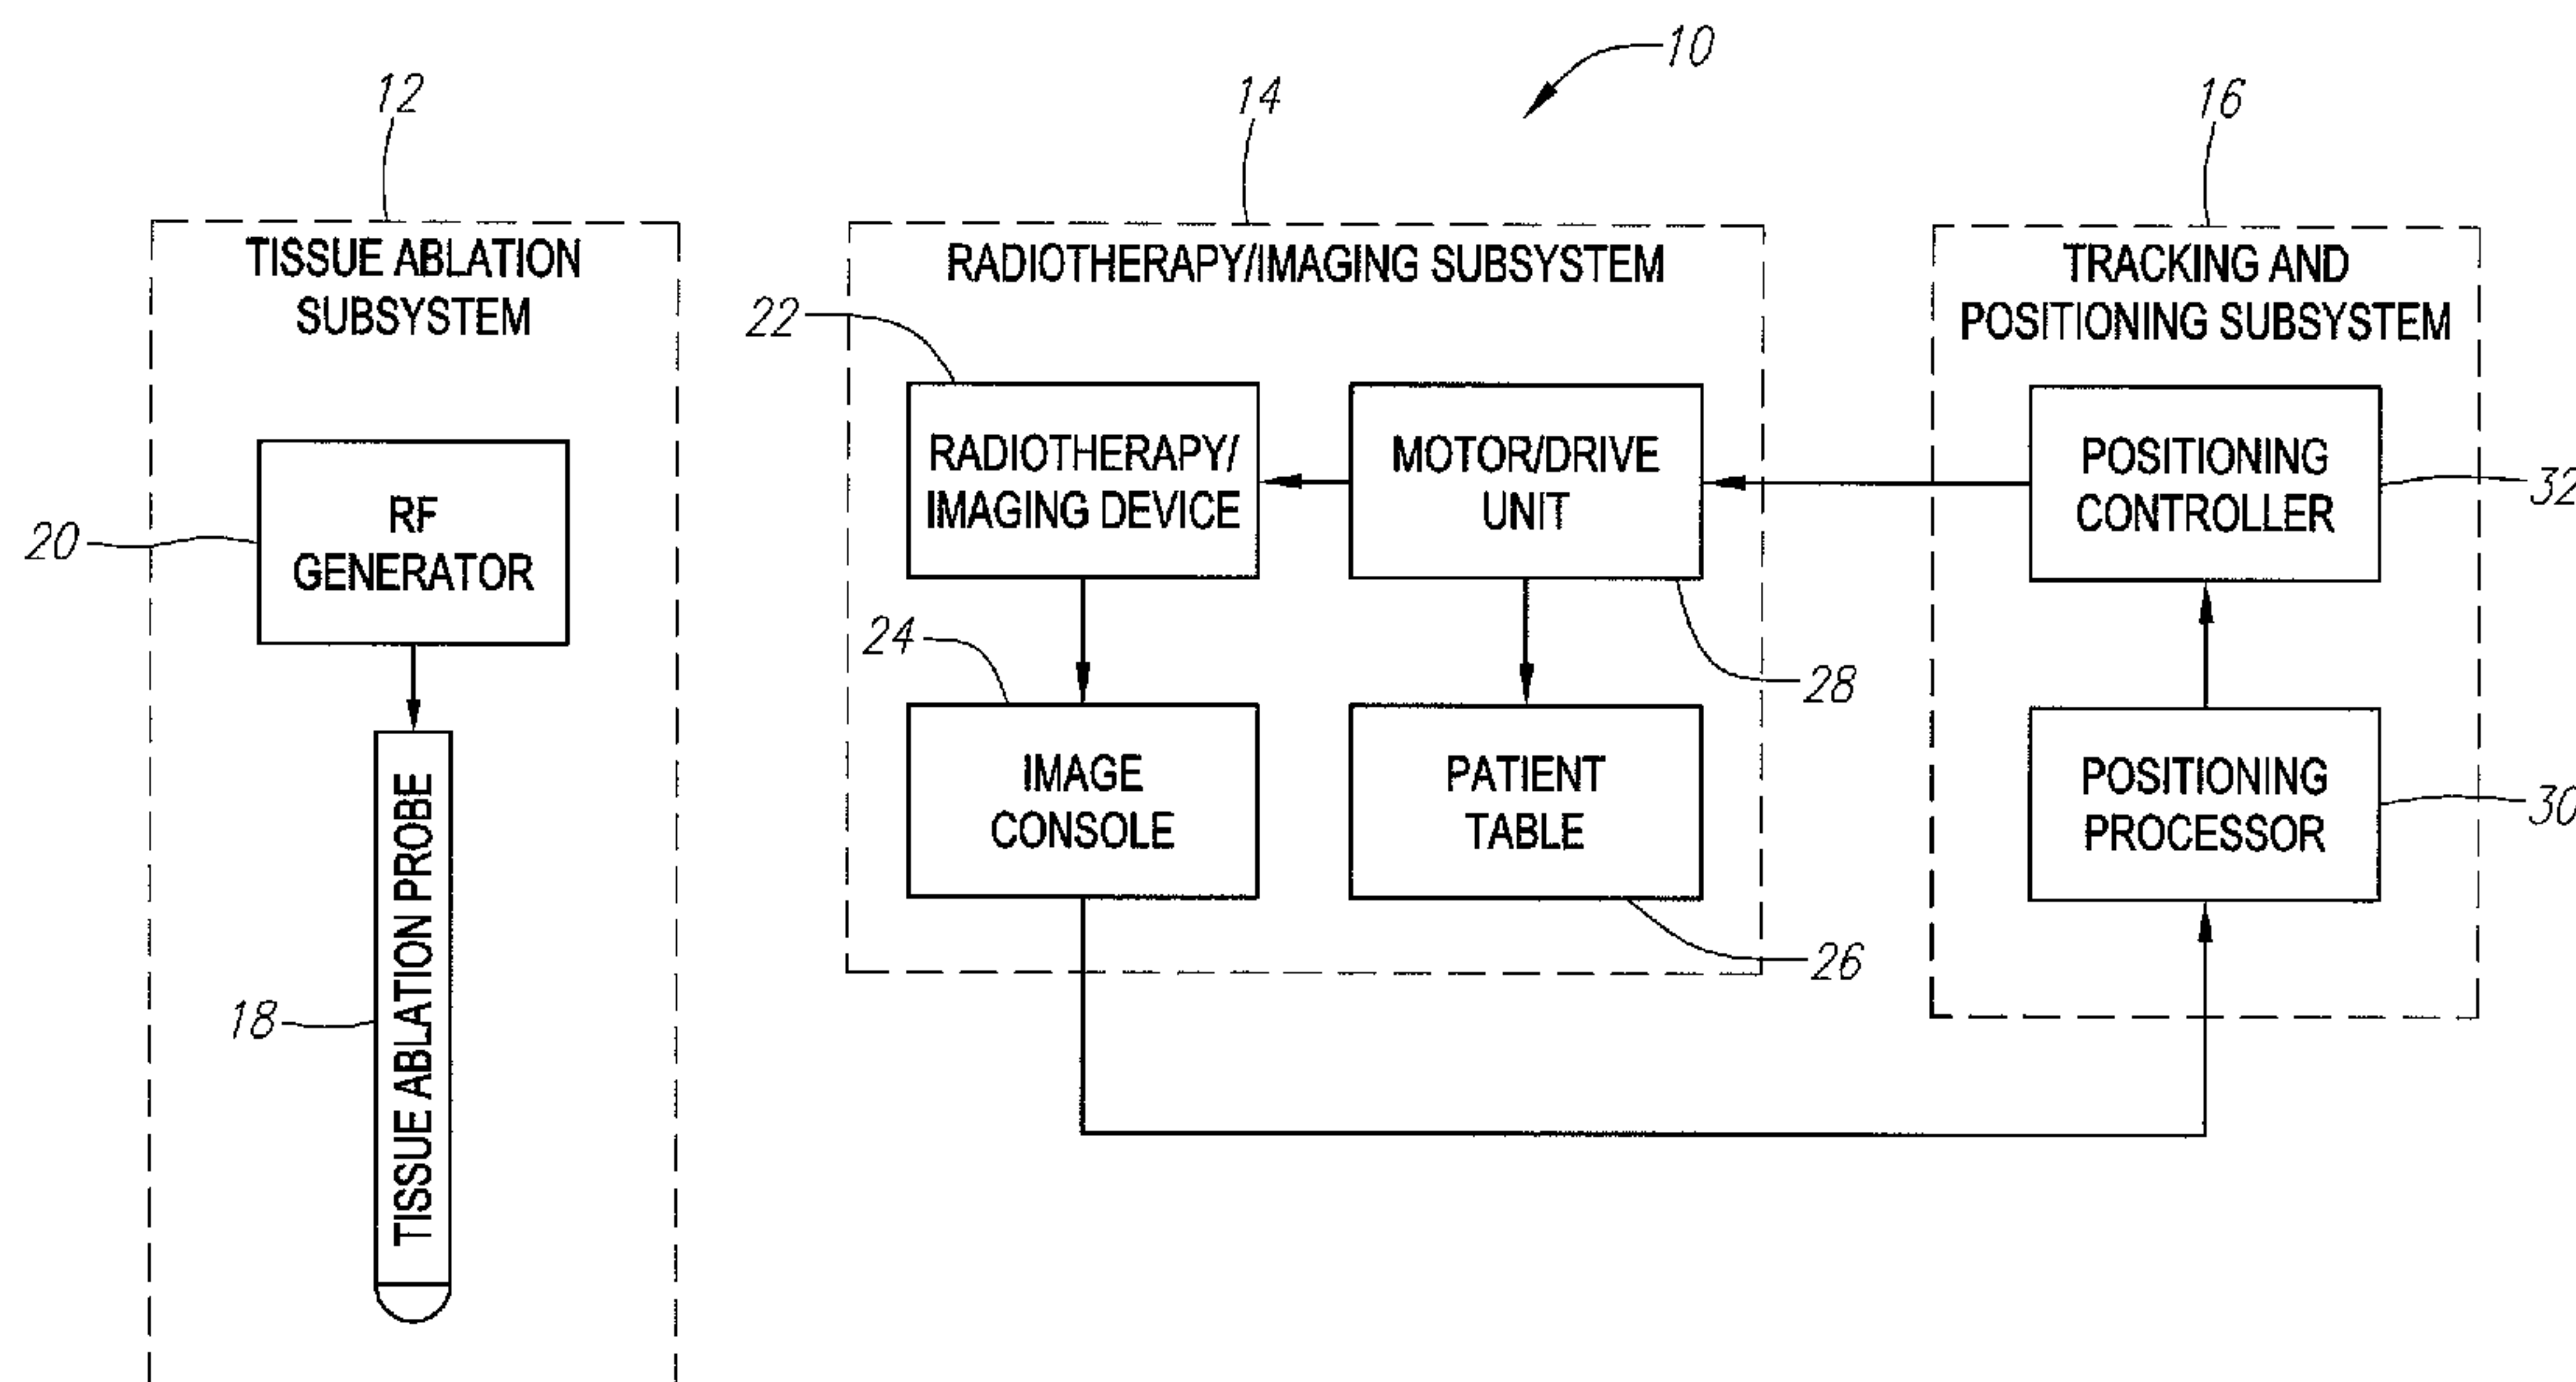 10
12
14
16
TISSUE ABLATION
SUBSYSTEM
RADIOTHERAPY/IMAGING SUBSYSTEM
TRACKING AND
POSITIONING SUBSYSTEM
22
RADIOTHERAPY/
IMAGING DEVICE
MOTOR/DRIVE
UNIT
POSITIONING
CONTROLLER
32
20
RF
GENERATOR
24
28
IMAGE
CONSOLE
PATIENT
TABLE
POSITIONING
PROCESSOR
30
26
18
TISSUE ABLATION PROBE